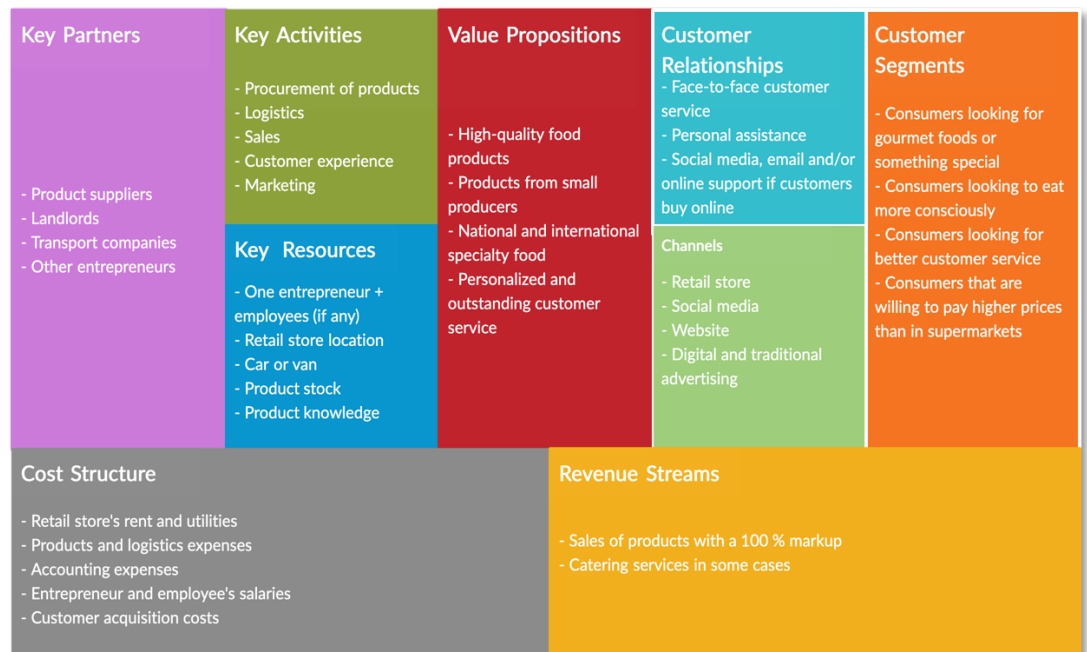 Key Partners
- Product suppliers
- Landlords
- Transport companies
- Other entrepreneurs
Key Activities
- Procurement of products
- Logistics
- Sales
- Customer experience
- Marketing
Key Resources
- One entrepreneur +
employees (if any)
- Retail store location
- Car or van
- Product stock
- Product knowledge
Value Propositions
- High-quality food
products
- Products from small
producers
- National and international
specialty food
- Personalized and
outstanding customer
service
Customer
Relationships
- Face-to-face customer
service
- Personal assistance
- Social media, email and/or
online support if customers
buy online
Channels
- Retail store
- Social media
- Website
- Digital and traditional
advertising
Customer
Segments
- Consumers looking for
gourmet foods or
something special
- Consumers looking to eat
more consciously
- Consumers looking for
better customer service
- Consumers that are
willing to pay higher prices
than in supermarkets
Cost Structure
- Retail store's rent and utilities
- Products and logistics expenses
- Accounting expenses
- Entrepreneur and employee's salaries
- Customer acquisition costs
Revenue Streams
- Sales of products with a 100 % markup
- Catering services in some cases